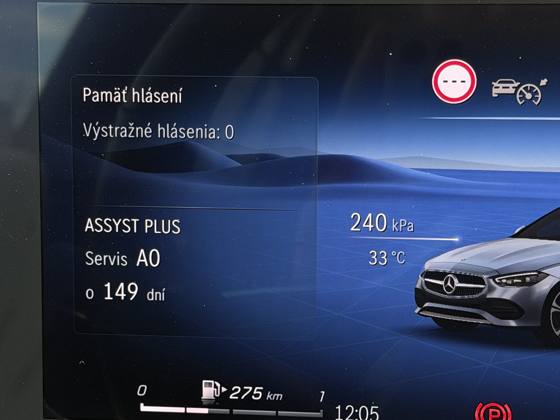 Pamäť hlásení
Výstražné hlásenia: 0
ASSYST PLUS
Servis A0
o 149 dní
240 kPa
33 °C
0 275 km 1
12:05
P